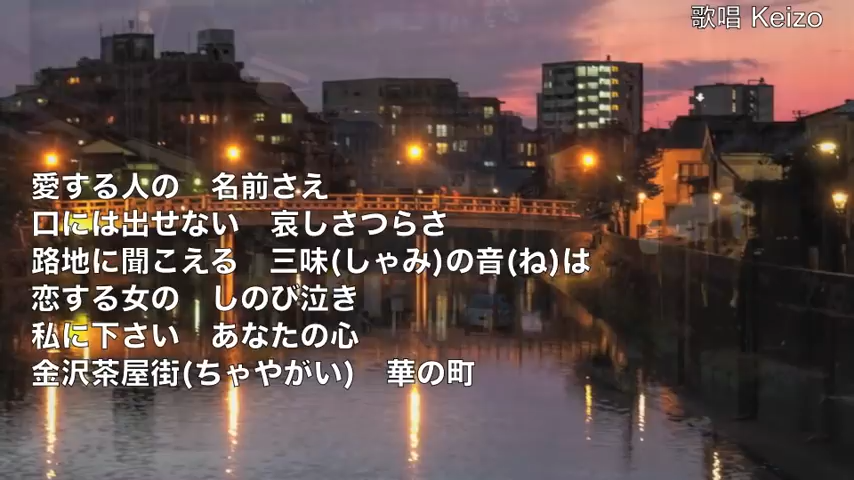 歌唱 Keizo
愛する人の　名前さえ
口には出せない　哀しさつらさ
路地に聞こえる　三味(しゃみ)の音(ね)は
恋する女の　しのび泣き
私に下さい　あなたの心
金沢茶屋街(ちゃやがい)　華の町